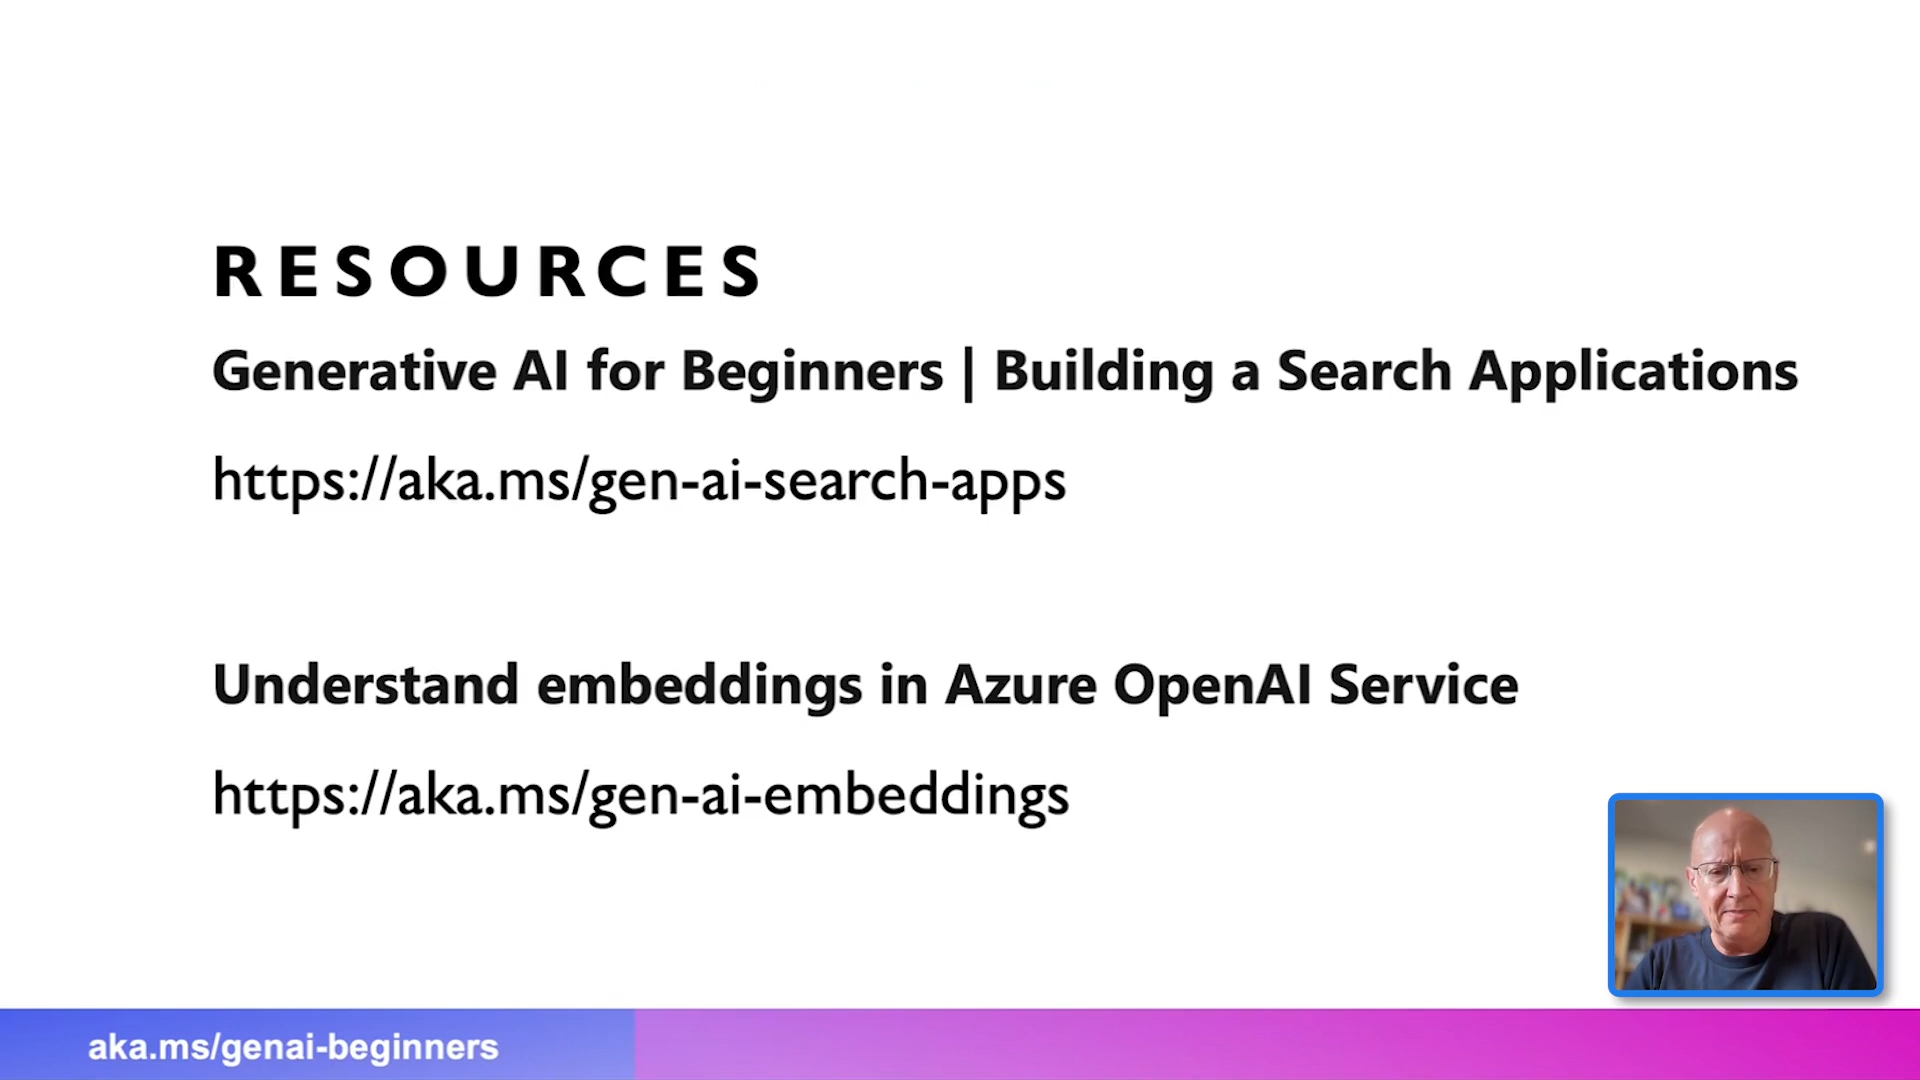 RESOURCES
Generative AI for Beginners | Building a Search Applications
https://aka.ms/gen-ai-search-apps
Understand embeddings in Azure OpenAI Service
https://aka.ms/gen-ai-embeddings
aka.ms/genai-beginners